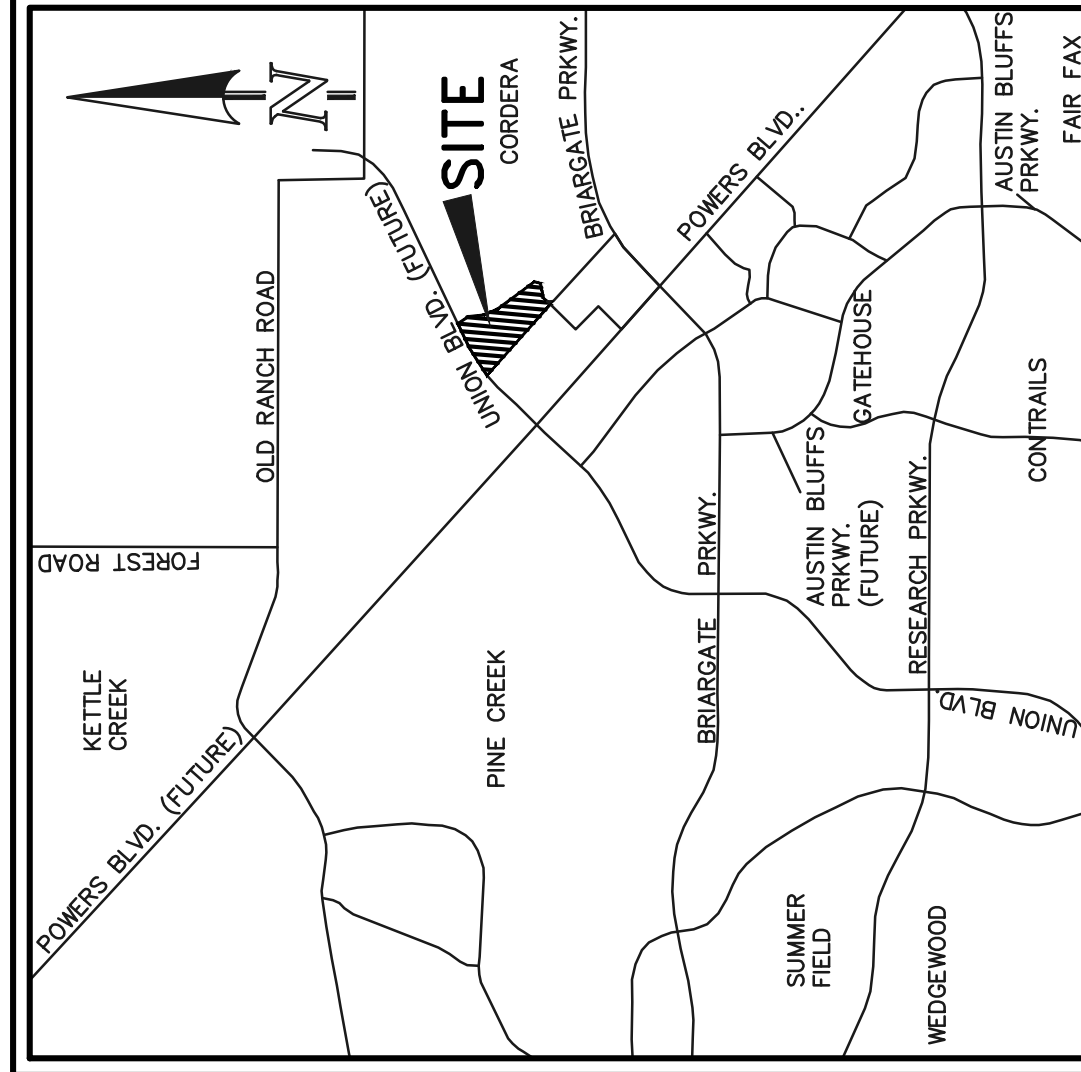 N
SITE
CORDERA
BRIARGATE PRKWY.
POWERS BLVD..
AUSTIN BLUFFS
PRKWY.
FAIR FAX
UNION BLVD. (FUTURE)
(FUTURE)
OLD RANCH ROAD
FOREST ROAD
KETTLE
CREEK
POWERS BLVD. (FUTURE)
PINE CREEK
BRIARGATE PRKWY.
GATEHOUSE
AUSTIN BLUFFS
PRKWY.
(FUTURE)
RESEARCH PRKWY.
CONTRAILS
UNION BLVD.
SUMMER
FIELD
WEDGEWOOD